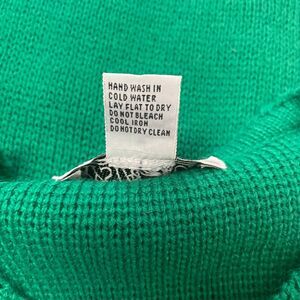 HAND WASH IN
COLD WATER
LAY FLAT TO DRY
DO NOT BLEACH
COOL IRON
DO NOT DRY CLEAN